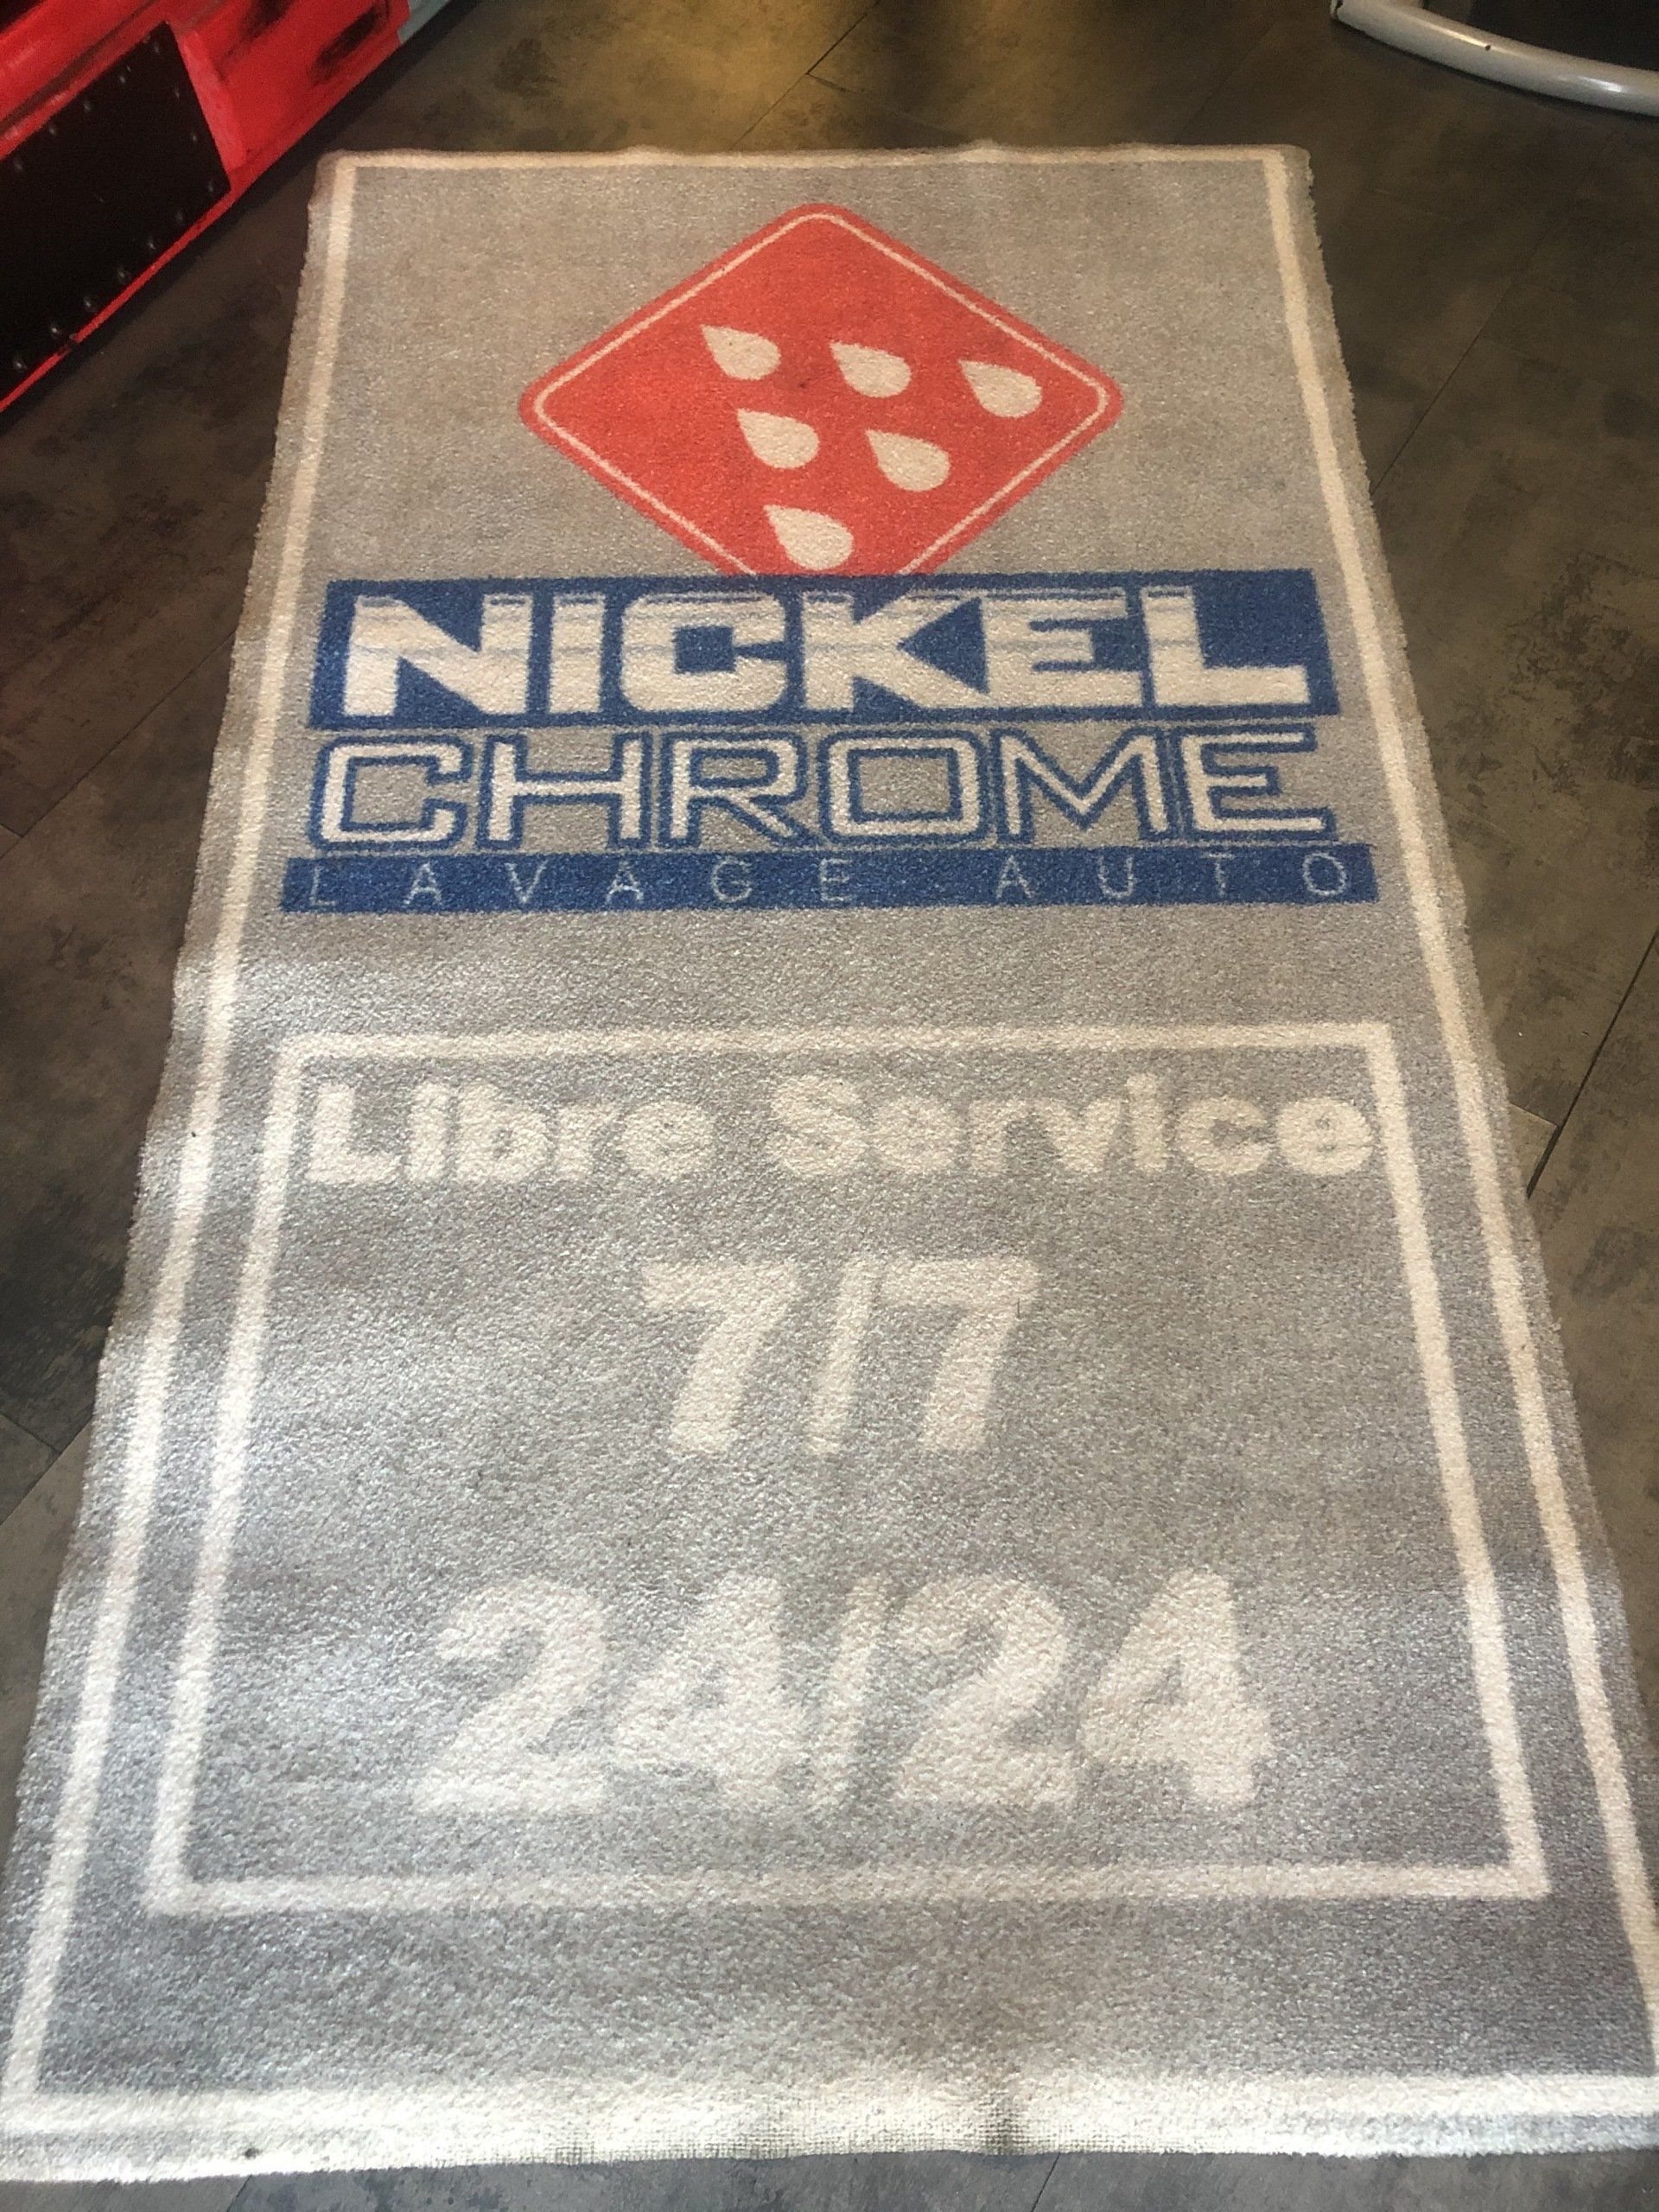 NICKEL
CHROME
LAVAGE AUTO
Libre Service
7/7
24/24